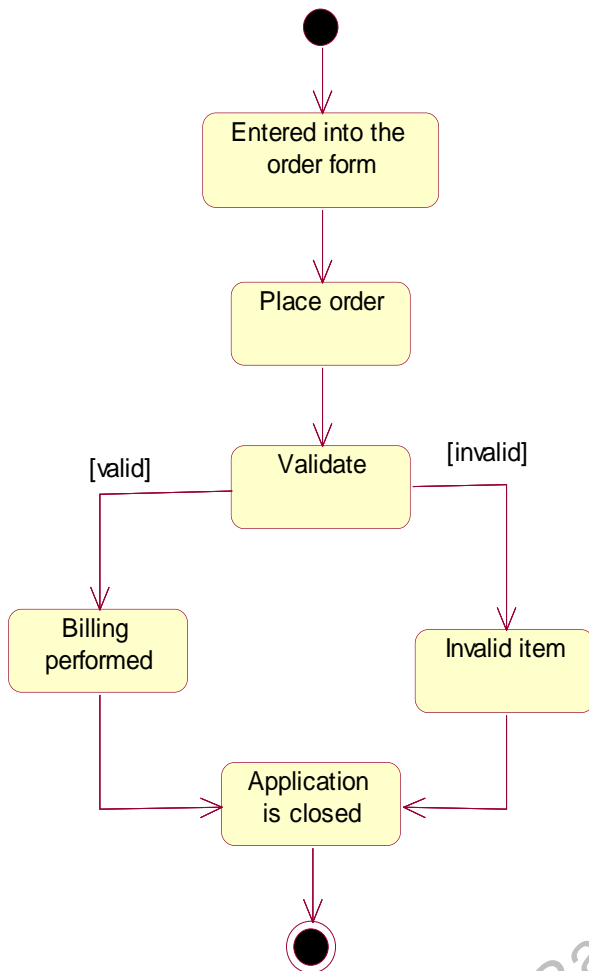 Entered into the
order form
Place order
Validate
[valid]
[invalid]
Billing
performed
Invalid item
Application
is closed